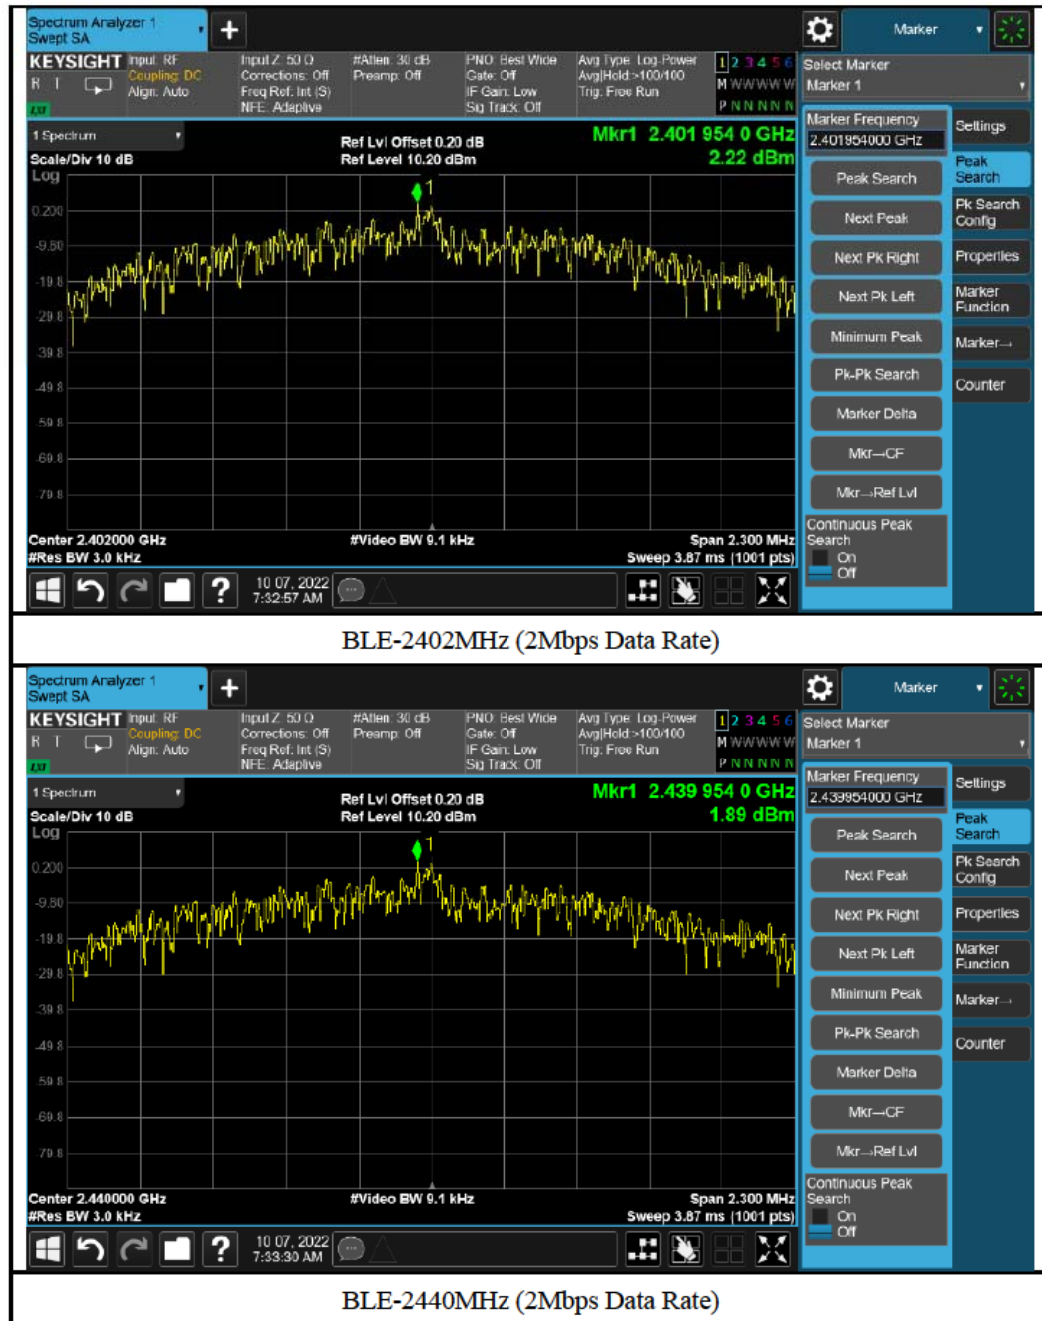 Spectrum Analyzer 1
Swept SA
+
Marker
KEYSIGHT
R T
LXI
Input: RF
Coupling: DC
Align: Auto
Input Z: 50 Ω
Corrections: Off
Freq Ref: Int (S)
NFE: Adaptive
#Atten: 30 dB
Preamp: Off
PNO: Best Wide
Gate: Off
IF Gain: Low
Sig Track: Off
Avg Type: Log-Power
Avg|Hold:>100/100
Trig: Free Run
1 2 3 4 5 6
M W W W W W
P N N N N N
Select Marker
Marker 1
1 Spectrum
Scale/Div 10 dB
Log
Ref Lvl Offset 0.20 dB
Ref Level 10.20 dBm
Mkr1 2.401 954 0 GHz
2.22 dBm
1
0.200
-9.80
-19.8
-29.8
-39.8
-49.8
-59.8
-69.8
-79.8
Center 2.402000 GHz
#Res BW 3.0 kHz
#Video BW 9.1 kHz
Span 2.300 MHz
Sweep 3.87 ms (1001 pts)
Marker Frequency
2.401954000 GHz
Peak Search
Next Peak
Next Pk Right
Next Pk Left
Minimum Peak
Pk-Pk Search
Marker Delta
Mkr→CF
Mkr→Ref Lvl
Continuous Peak
Search
On
Off
Settings
Peak
Search
Pk Search
Config
Properties
Marker
Function
Marker→
Counter
?
10 07, 2022
7:32:57 AM
BLE-2402MHz (2Mbps Data Rate)
Spectrum Analyzer 1
Swept SA
+
Marker
KEYSIGHT
R T
LXI
Input: RF
Coupling: DC
Align: Auto
Input Z: 50 Ω
Corrections: Off
Freq Ref: Int (S)
NFE: Adaptive
#Atten: 30 dB
Preamp: Off
PNO: Best Wide
Gate: Off
IF Gain: Low
Sig Track: Off
Avg Type: Log-Power
Avg|Hold:>100/100
Trig: Free Run
1 2 3 4 5 6
M W W W W W
P N N N N N
Select Marker
Marker 1
1 Spectrum
Scale/Div 10 dB
Log
Ref Lvl Offset 0.20 dB
Ref Level 10.20 dBm
Mkr1 2.439 954 0 GHz
1.89 dBm
1
0.200
-9.80
-19.8
-29.8
-39.8
-49.8
-59.8
-69.8
-79.8
Center 2.440000 GHz
#Res BW 3.0 kHz
#Video BW 9.1 kHz
Span 2.300 MHz
Sweep 3.87 ms (1001 pts)
Marker Frequency
2.439954000 GHz
Peak Search
Next Peak
Next Pk Right
Next Pk Left
Minimum Peak
Pk-Pk Search
Marker Delta
Mkr→CF
Mkr→Ref Lvl
Continuous Peak
Search
On
Off
Settings
Peak
Search
Pk Search
Config
Properties
Marker
Function
Marker→
Counter
?
10 07, 2022
7:33:30 AM
BLE-2440MHz (2Mbps Data Rate)